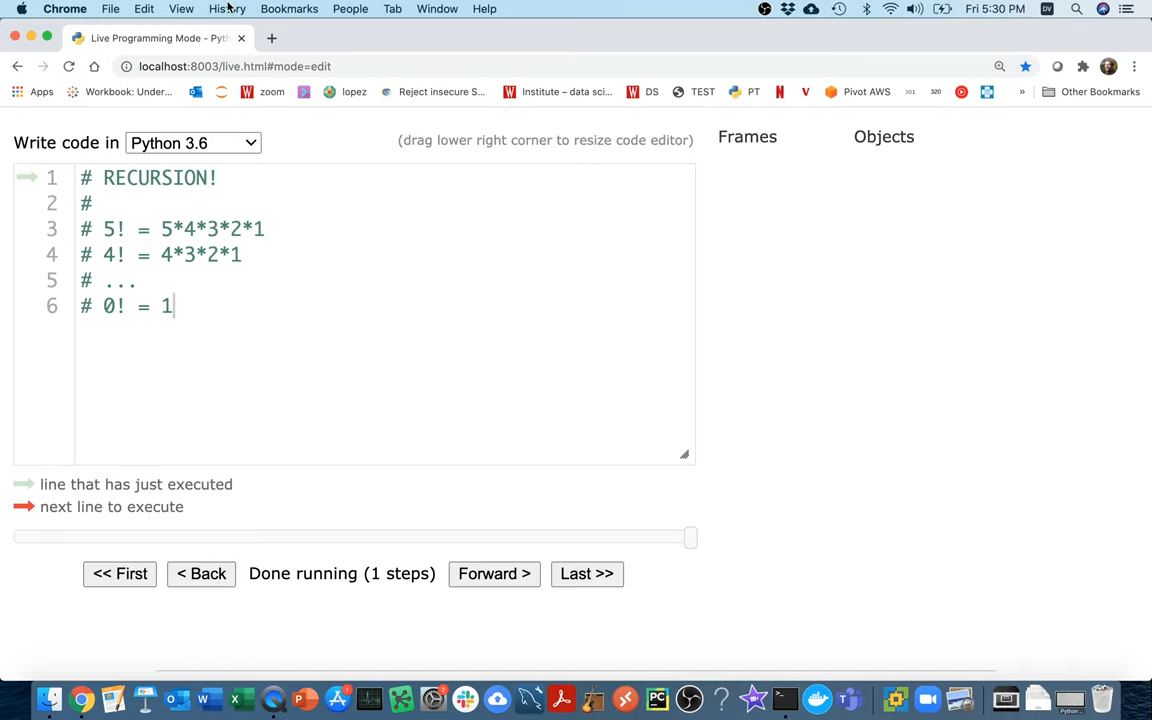 Chrome File Edit View History Bookmarks People Tab Window Help Fri 5:30 PM DV
Live Programming Mode - Pyth
localhost:8003/live.html#mode=edit
Apps Workbook: Under... zoom lopez Reject insecure S... Institute – data sci... DS TEST PT Pivot AWS 301 320 » Other Bookmarks
Write code in Python 3.6 (drag lower right corner to resize code editor) Frames Objects
1 # RECURSION!
2 #
3 # 5! = 5*4*3*2*1
4 # 4! = 4*3*2*1
5 # ...
6 # 0! = 1
line that has just executed
next line to execute
<< First < Back Done running (1 steps) Forward > Last >>